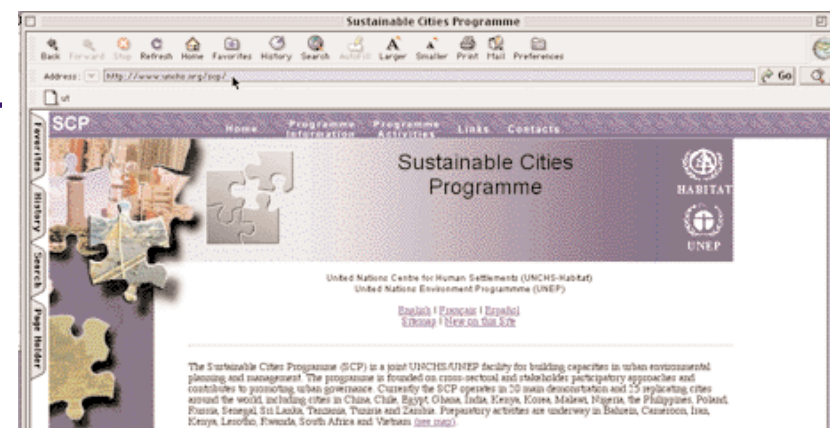 Sustainable Cities Programme
Back Forward Stop Refresh Home Favorites History Search AutoFill Larger Smaller Print Mail Preferences
Address: http://www.unchs.org/scp/ Go
ut
Favorites
History
Search
Page Holder
SCP
Home Programme Information Programme Activities Links Contacts
Sustainable Cities
Programme
HABITAT
UNEP
United Nations Centre for Human Settlements (UNCHS-Habitat)
United Nations Environment Programme (UNEP)
English | Français | Español
Sitemap | New on this Site
The Sustainable Cities Programme (SCP) is a joint UNCHS/UNEP facility for building capacities in urban environmental
planning and management. The programme is founded on cross-sectoral and stakeholder participatory approaches and
contributes to promoting urban governance. Currently the SCP operates in 20 main demonstration and 25 replicating cities
around the world, including cities in China, Chile, Egypt, Ghana, India, Kenya, Korea, Malawi, Nigeria, the Philippines, Poland,
Russia, Senegal, Sri Lanka, Tanzania, Tunisia and Zambia. Preparatory activities are underway in Bahrein, Cameroon, Iran,
Kenya, Lesotho, Rwanda, South Africa and Vietnam (see map).